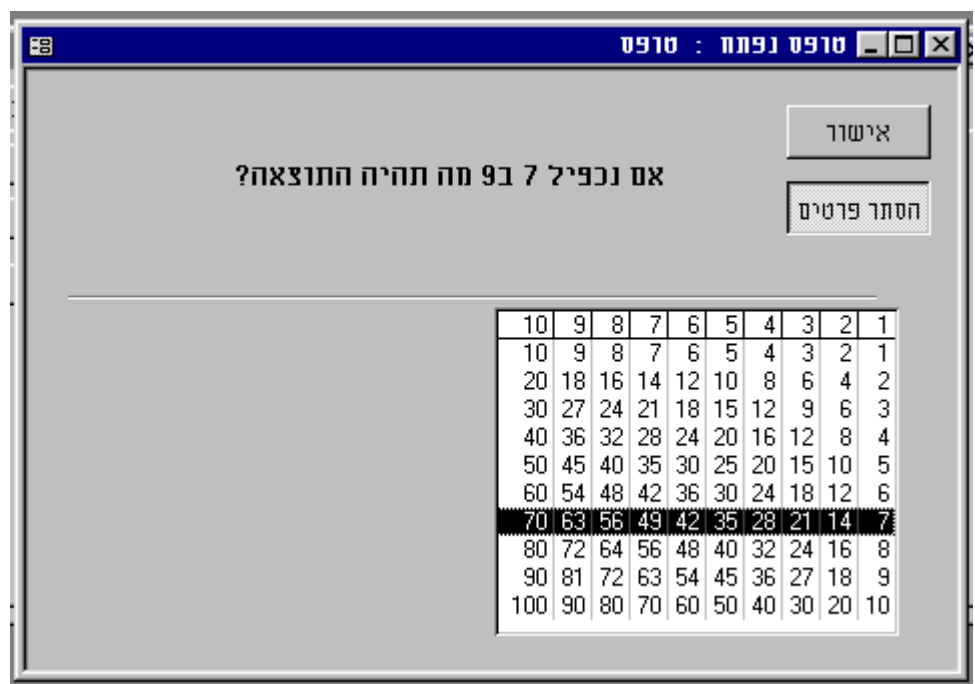 טופס נפתח : טופס
אישור
אם נכפיל 7 ב9 מה תהיה התוצאה?
הסתר פרטים
10 9 8 7 6 5 4 3 2 1
10 9 8 7 6 5 4 3 2 1
20 18 16 14 12 10 8 6 4 2
30 27 24 21 18 15 12 9 6 3
40 36 32 28 24 20 16 12 8 4
50 45 40 35 30 25 20 15 10 5
60 54 48 42 36 30 24 18 12 6
70 63 56 49 42 35 28 21 14 7
80 72 64 56 48 40 32 24 16 8
90 81 72 63 54 45 36 27 18 9
100 90 80 70 60 50 40 30 20 10